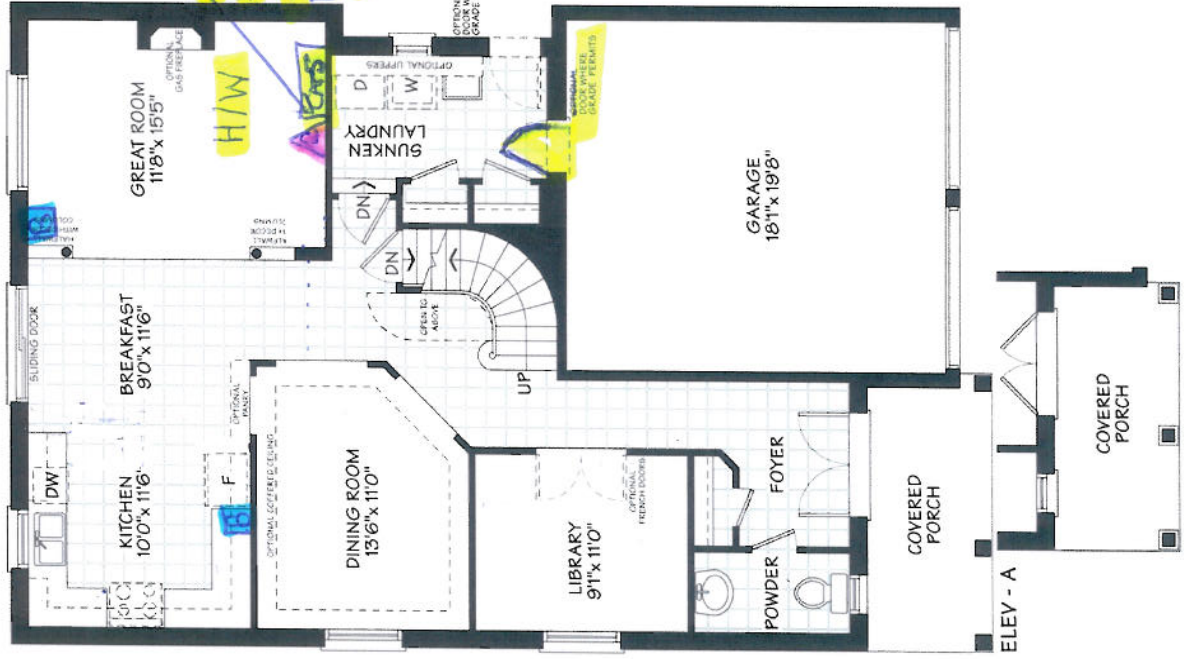 OPTIONAL
GAS FIREPLACE
GREAT ROOM
11'8" x 15'5"
H/W
GAS
OPTIONAL UPPERS
D
W
SUNKEN
LAUNDRY
DN
DN
OPTIONAL
DOOR WHERE
GRADE PERMITS
GARAGE
18'1" x 19'8"
SLIDING DOOR
BREAKFAST
9'0" x 11'6"
OPEN TO
ABOVE
UP
OPTIONAL
PANTRY
DW
KITCHEN
10'0" x 11'6"
F
OPTIONAL COFFERED CEILING
DINING ROOM
13'6" x 11'0"
LIBRARY
9'1" x 11'0"
OPTIONAL
FRENCH DOORS
FOYER
POWDER
COVERED
PORCH
COVERED
PORCH
ELEV - A